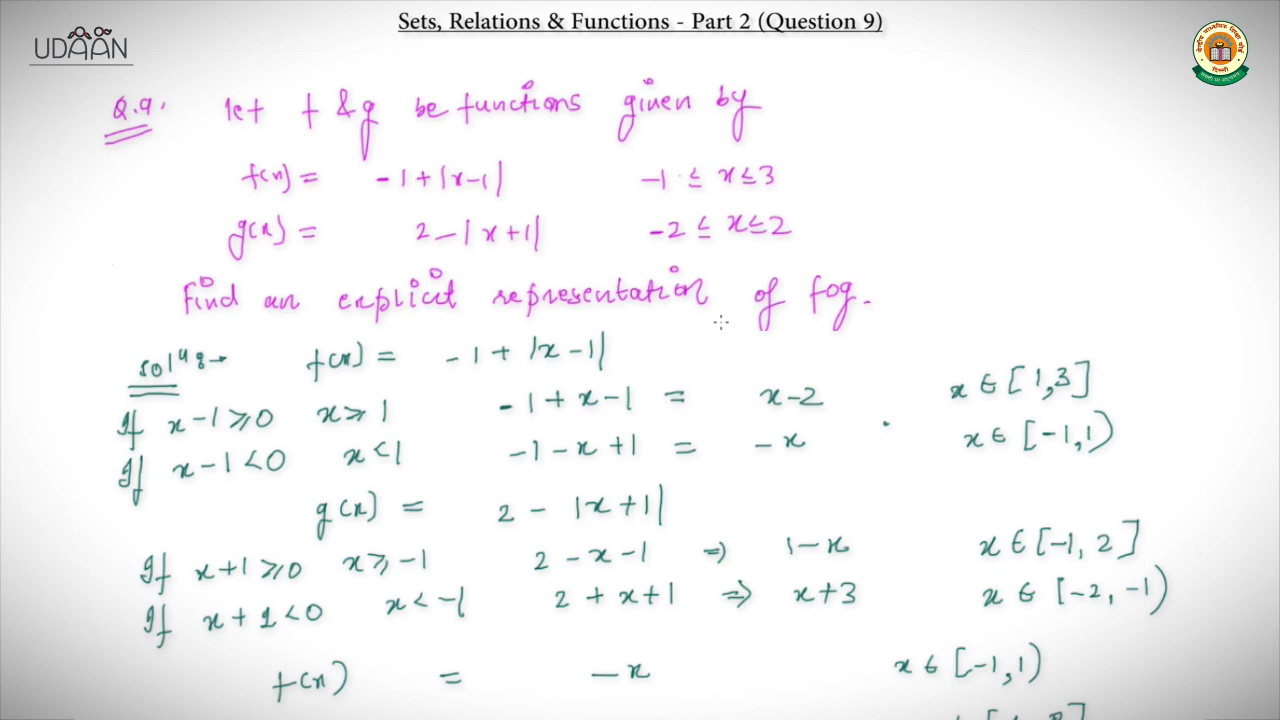 Sets, Relations & Functions - Part 2 (Question 9)
UDAAN
Q.9. let f & g be functions given by
f(x) = -1+|x-1| -1 ≤ x ≤ 3
g(x) = 2-|x+1| -2 ≤ x ≤ 2
Find an explicit representation of fog.
Solⁿ:→ f(x) = -1 + |x-1|
If x-1 ≥ 0 x ≥ 1 -1 + x-1 = x-2 x ∈ [1,3]
If x-1 < 0 x < 1 -1-x+1 = -x x ∈ [-1,1)
g(x) = 2 - |x+1|
If x+1 ≥ 0 x ≥ -1 2-x-1 ⇒ 1-x x ∈ [-1, 2]
If x+1 < 0 x < -1 2+x+1 ⇒ x+3 x ∈ [-2, -1)
f(x) = -x x ∈ [-1,1)